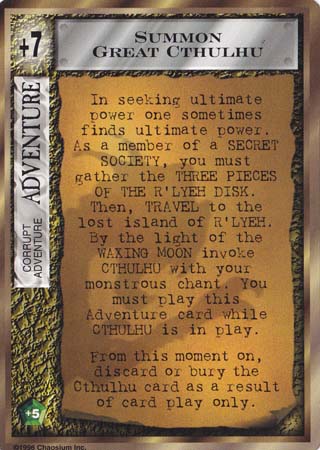 +7
SUMMON
GREAT CTHULHU
ADVENTURE
CORRUPT
ADVENTURE
In seeking ultimate
power one sometimes
finds ultimate power.
As a member of a SECRET
SOCIETY, you must
gather the THREE PIECES
OF THE R'LYEH DISK.
Then, TRAVEL to the
lost island of R'LYEH.
By the light of the
WAXING MOON invoke
CTHULHU with your
monstrous chant. You
must play this
Adventure card while
CTHULHU is in play.
From this moment on,
discard or bury the
Cthulhu card as a result
of card play only.
+5
©1996 Chaosium Inc.